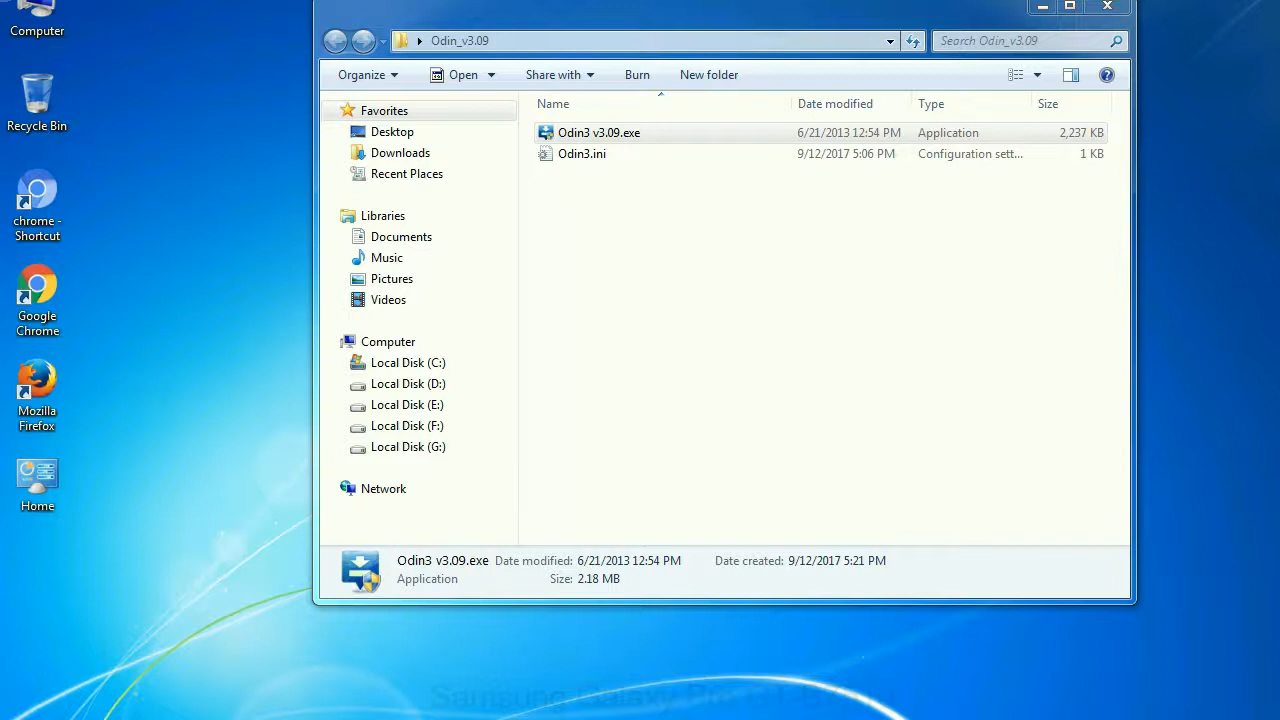 Computer
Recycle Bin
chrome -
Shortcut
Google
Chrome
Mozilla
Firefox
Home
Odin_v3.09
Search Odin_v3.09
Organize Open Share with Burn New folder
Name Date modified Type Size
Odin3 v3.09.exe 6/21/2013 12:54 PM Application 2,237 KB
Odin3.ini 9/12/2017 5:06 PM Configuration sett... 1 KB
Favorites
Desktop
Downloads
Recent Places
Libraries
Documents
Music
Pictures
Videos
Computer
Local Disk (C:)
Local Disk (D:)
Local Disk (E:)
Local Disk (F:)
Local Disk (G:)
Network
Odin3 v3.09.exe Date modified: 6/21/2013 12:54 PM Date created: 9/12/2017 5:21 PM
Application Size: 2.18 MB
Samsung Galaxy Pro